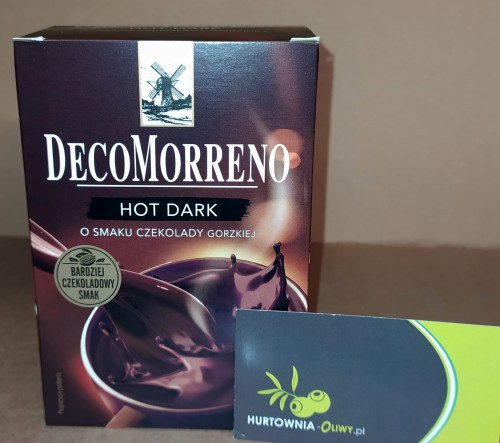 DECOMORRENO
HOT DARK
O SMAKU CZEKOLADY GORZKIEJ
BARDZIEJ
CZEKOLADOWY
SMAK
HURTOWNIA-OLIWY.pl